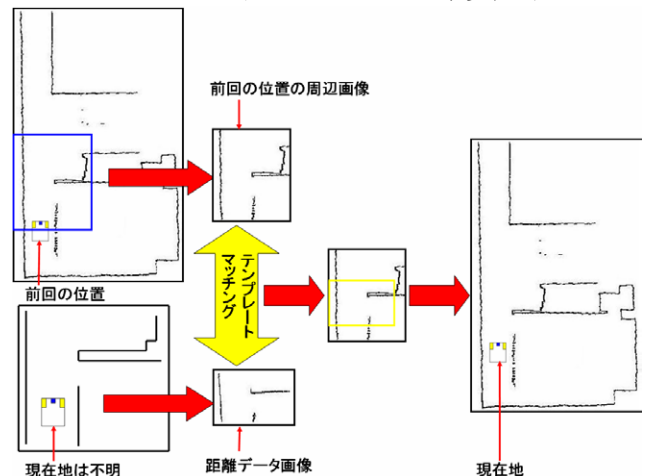 前回の位置の周辺画像
前回の位置
テンプレート
マッチング
現在地は不明
距離データ画像
現在地